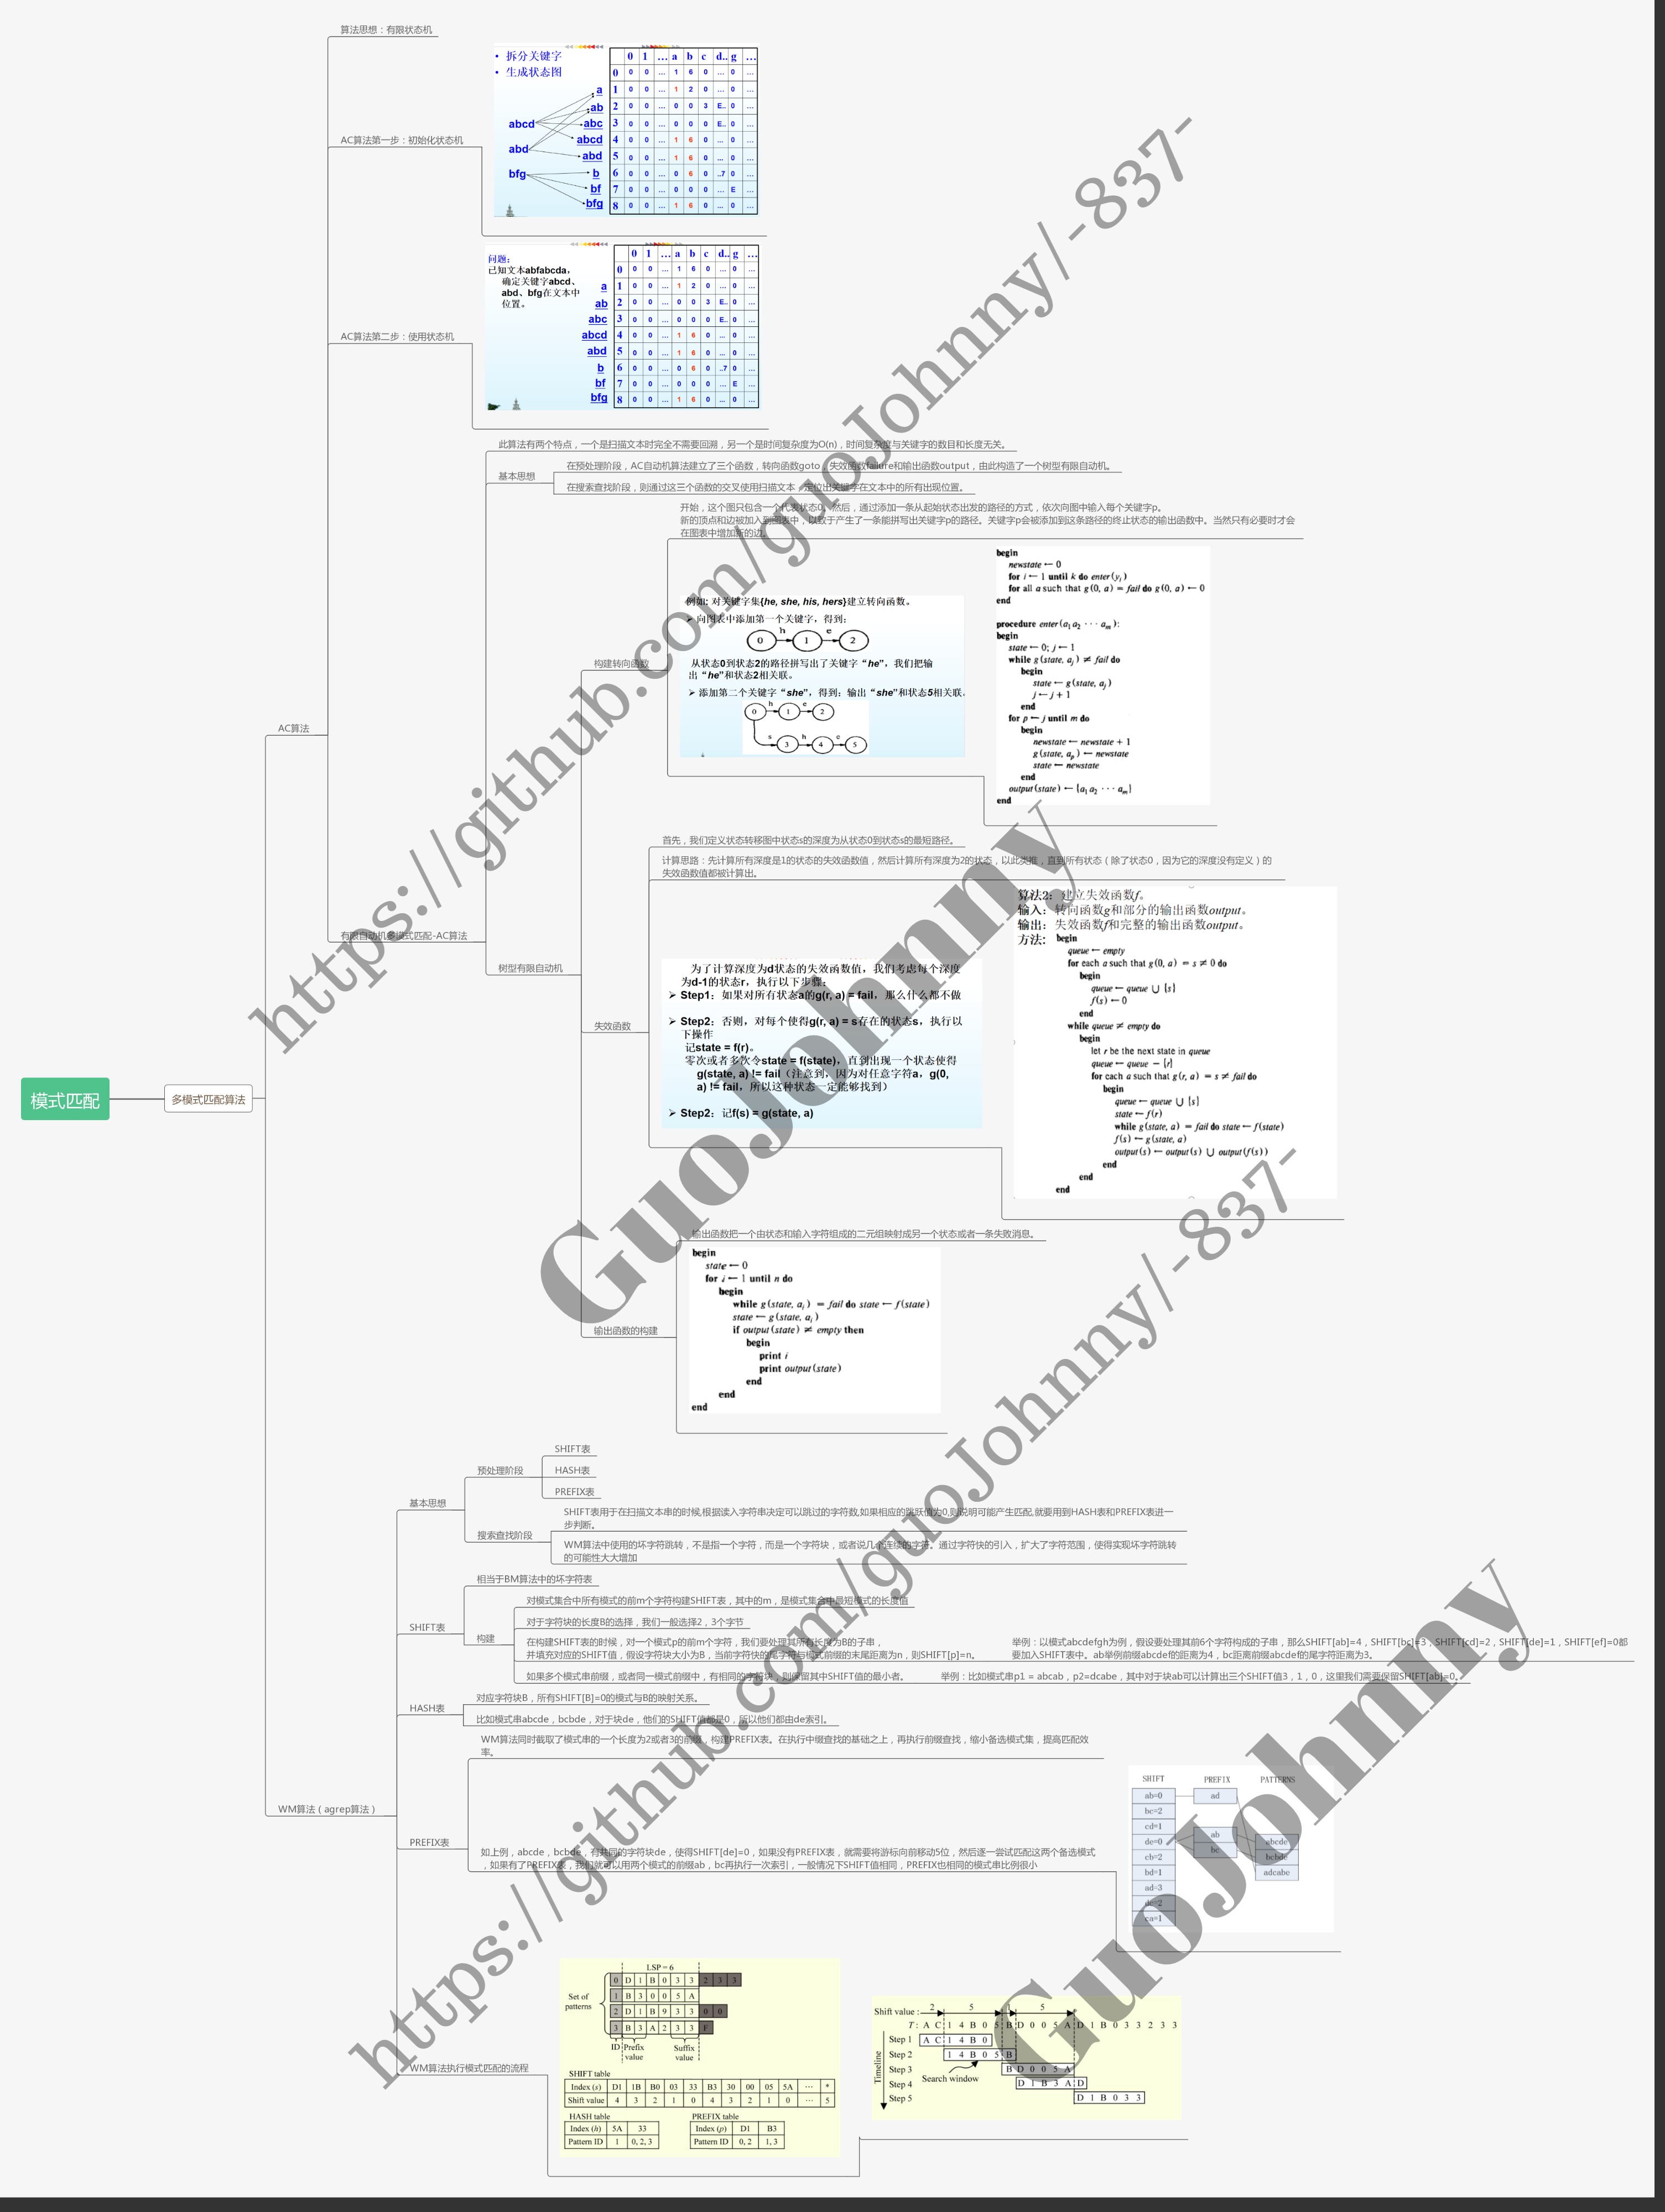 模式匹配
多模式匹配算法
AC算法
算法思想：有限状态机
AC算法第一步：初始化状态机
• 拆分关键字
• 生成状态图
abcd
abd
bfg
a
ab
abc
abcd
abd
b
bf
bfg
0 1 … a b c d.. g …
0 0 0 … 1 6 0 … 0 …
1 0 0 … 1 2 0 … 0 …
2 0 0 … 0 0 3 E.. 0 …
3 0 0 … 0 0 0 E.. 0 …
4 0 0 … 1 6 0 … 0 …
5 0 0 … 1 6 0 … 0 …
6 0 0 … 0 6 0 ..7 0 …
7 0 0 … 0 0 0 … E …
8 0 0 … 1 6 0 … 0 …
AC算法第二步：使用状态机
问题：
已知文本abfabcda，
确定关键字abcd、
abd、bfg在文本中
位置。
a
ab
abc
abcd
abd
b
bf
bfg
0 1 … a b c d.. g …
0 0 0 … 1 6 0 … 0 …
1 0 0 … 1 2 0 … 0 …
2 0 0 … 0 0 3 E.. 0 …
3 0 0 … 0 0 0 E.. 0 …
4 0 0 … 1 6 0 … 0 …
5 0 0 … 1 6 0 … 0 …
6 0 0 … 0 6 0 ..7 0 …
7 0 0 … 0 0 0 … E …
8 0 0 … 1 6 0 … 0 …
有限自动机多模式匹配-AC算法
此算法有两个特点，一个是扫描文本时完全不需要回溯，另一个是时间复杂度为O(n)，时间复杂度与关键字的数目和长度无关。
基本思想
在预处理阶段，AC自动机算法建立了三个函数，转向函数goto，失效函数failure和输出函数output，由此构造了一个树型有限自动机。
在搜索查找阶段，则通过这三个函数的交叉使用扫描文本，定位出关键字在文本中的所有出现位置。
树型有限自动机
构建转向函数
开始，这个图只包含一个代表状态0。然后，通过添加一条从起始状态出发的路径的方式，依次向图中输入每个关键字p。
新的顶点和边被加入到图表中，以致于产生了一条能拼写出关键字p的路径。关键字p会被添加到这条路径的终止状态的输出函数中。当然只有必要时才会
在图表中增加新的边。
例如: 对关键字集{he, she, his, hers}建立转向函数。
➢ 向图表中添加第一个关键字，得到：
h e
0 1 2
从状态0到状态2的路径拼写出了关键字“he”，我们把输
出“he”和状态2相关联。
➢ 添加第二个关键字“she”，得到：输出“she”和状态5相关联.
h e
0 1 2
s h e
3 4 5
begin
newstate ← 0
for i ← 1 until k do enter(yᵢ)
for all a such that g(0, a) = fail do g(0, a) ← 0
end
procedure enter(a₁ a₂ ··· aₘ):
begin
state ← 0; j ← 1
while g(state, aⱼ) ≠ fail do
begin
state ← g(state, aⱼ)
j ← j + 1
end
for p ← j until m do
begin
newstate ← newstate + 1
g(state, aₚ) ← newstate
state ← newstate
end
output(state) ← {a₁ a₂ ··· aₘ}
end
失效函数
首先，我们定义状态转移图中状态s的深度为从状态0到状态s的最短路径。
计算思路：先计算所有深度是1的状态的失效函数值，然后计算所有深度为2的状态，以此类推，直到所有状态（除了状态0，因为它的深度没有定义）的
失效函数值都被计算出。
为了计算深度为d状态的失效函数值，我们考虑每个深度
为d-1的状态r，执行以下步骤：
➢ Step1：如果对所有状态a的g(r, a) = fail，那么什么都不做
➢ Step2：否则，对每个使得g(r, a) = s存在的状态s，执行以
下操作
记state = f(r)。
零次或者多次令state = f(state)，直到出现一个状态使得
g(state, a) != fail（注意到，因为对任意字符a，g(0,
a) != fail，所以这种状态一定能够找到）
➢ Step2：记f(s) = g(state, a)
算法2：建立失效函数f。
输入：转向函数g和部分的输出函数output。
输出：失效函数f和完整的输出函数output。
方法：begin
queue ← empty
for each a such that g(0, a) = s ≠ 0 do
begin
queue ← queue ∪ {s}
f(s) ← 0
end
while queue ≠ empty do
begin
let r be the next state in queue
queue ← queue − {r}
for each a such that g(r, a) = s ≠ fail do
begin
queue ← queue ∪ {s}
state ← f(r)
while g(state, a) = fail do state ← f(state)
f(s) ← g(state, a)
output(s) ← output(s) ∪ output(f(s))
end
end
end
输出函数的构建
输出函数把一个由状态和输入字符组成的二元组映射成另一个状态或者一条失败消息。
begin
state ← 0
for i ← 1 until n do
begin
while g(state, aᵢ) = fail do state ← f(state)
state ← g(state, aᵢ)
if output(state) ≠ empty then
begin
print i
print output(state)
end
end
end
WM算法（agrep算法）
基本思想
预处理阶段
SHIFT表
HASH表
PREFIX表
搜索查找阶段
SHIFT表用于在扫描文本串的时候,根据读入字符串决定可以跳过的字符数,如果相应的跳跃值为0,则说明可能产生匹配,就要用到HASH表和PREFIX表进一
步判断。
WM算法中使用的坏字符跳转，不是指一个字符，而是一个字符块，或者说几个连续的字符。通过字符快的引入，扩大了字符范围，使得实现坏字符跳转
的可能性大大增加
SHIFT表
相当于BM算法中的坏字符表
构建
对模式集合中所有模式的前m个字符构建SHIFT表，其中的m，是模式集合中最短模式的长度值
对于字符块的长度B的选择，我们一般选择2，3个字节
在构建SHIFT表的时候，对一个模式p的前m个字符，我们要处理其所有长度为B的子串，
并填充对应的SHIFT值，假设字符块大小为B，当前字符快的尾字符与模式前缀的末尾距离为n，则SHIFT[p]=n。
举例：以模式abcdefgh为例，假设要处理其前6个字符构成的子串，那么SHIFT[ab]=4，SHIFT[bc]=3，SHIFT[cd]=2，SHIFT[de]=1，SHIFT[ef]=0都
要加入SHIFT表中。ab举例前缀abcdef的距离为4，bc距离前缀abcdef的尾字符距离为3。
如果多个模式串前缀，或者同一模式前缀中，有相同的字符块，则保留其中SHIFT值的最小者。
举例：比如模式串p1 = abcab，p2=dcabe，其中对于块ab可以计算出三个SHIFT值3，1，0，这里我们需要保留SHIFT[ab]=0。
HASH表
对应字符块B，所有SHIFT[B]=0的模式与B的映射关系。
比如模式串abcde，bcbde，对于块de，他们的SHIFT值都是0，所以他们都由de索引。
PREFIX表
WM算法同时截取了模式串的一个长度为2或者3的前缀，构建PREFIX表。在执行中缀查找的基础之上，再执行前缀查找，缩小备选模式集，提高匹配效
率。
如上例，abcde，bcbde，有共同的字符块de，使得SHIFT[de]=0，如果没有PREFIX表，就需要将游标向前移动5位，然后逐一尝试匹配这两个备选模式
，如果有了PREFIX表，我们就可以用两个模式的前缀ab，bc再执行一次索引，一般情况下SHIFT值相同，PREFIX也相同的模式串比例很小
SHIFT PREFIX PATTERNS
ab=0 ad
bc=2
cd=1
de=0 ab abcde
cb=2 bc bcbde
bd=1 adcabe
ad=3
dc=2
ca=1
WM算法执行模式匹配的流程
LSP = 6
Set of
patterns
0 D 1 B 0 3 3 2 3 3
1 B 3 0 0 5 A
2 D 1 B 9 3 3 0 0
3 B 3 A 2 3 3 F
ID Prefix
value
Suffix
value
SHIFT table
Index (s) D1 1B B0 03 33 B3 30 00 05 5A ··· *
Shift value 4 3 2 1 0 4 3 2 1 0 ··· 5
HASH table
Index (h) 5A 33
Pattern ID 1 0, 2, 3
PREFIX table
Index (p) D1 B3
Pattern ID 0, 2 1, 3
Shift value : 2 5 1 5
T : A C 1 4 B 0 5 B D 0 0 5 A D 1 B 0 3 3 2 3 3
Timeline
Step 1 A C 1 4 B 0
Step 2 1 4 B 0 5 B
Step 3 B D 0 0 5 A
Step 4 D 1 B 3 A D
Step 5 D 1 B 0 3 3
Search window
https://github.com/guoJohnny/-837-
GuoJohnny
https://github.com/guoJohnny/-837-
GuoJohnny